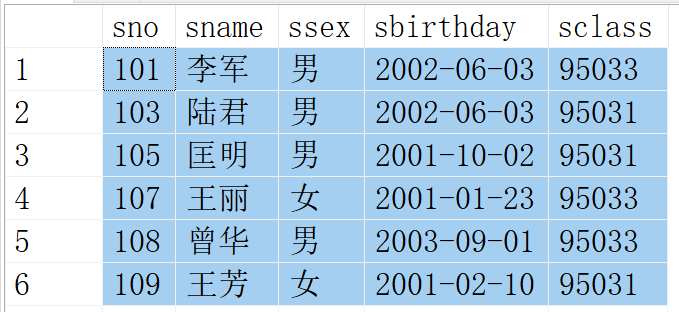 sno sname ssex sbirthday sclass
1 101 李军 男 2002-06-03 95033
2 103 陆君 男 2002-06-03 95031
3 105 匡明 男 2001-10-02 95031
4 107 王丽 女 2001-01-23 95033
5 108 曾华 男 2003-09-01 95033
6 109 王芳 女 2001-02-10 95031